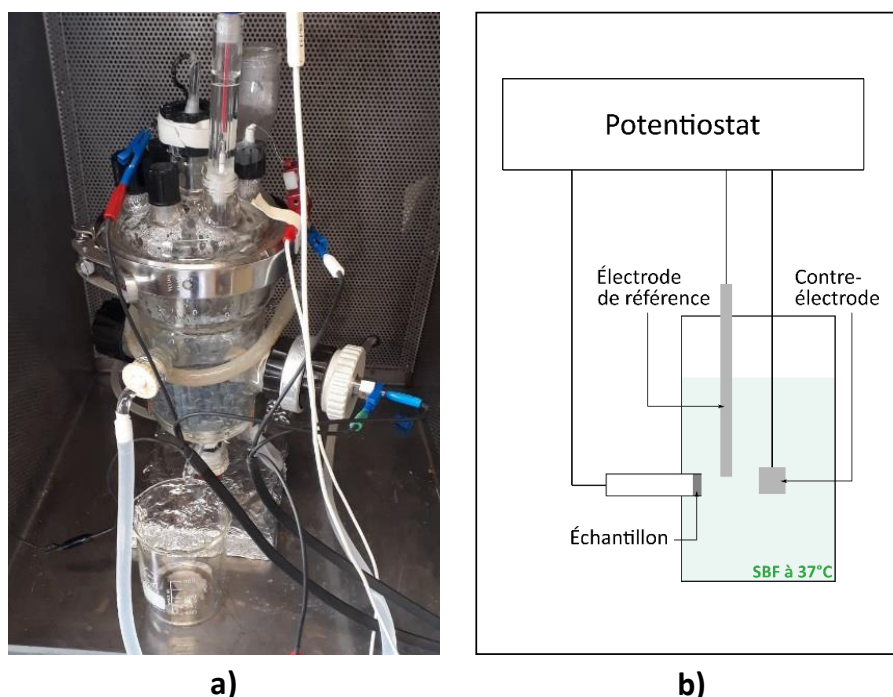 Potentiostat
Électrode
de référence
Contre-
électrode
Échantillon
SBF à 37°C
a)
b)